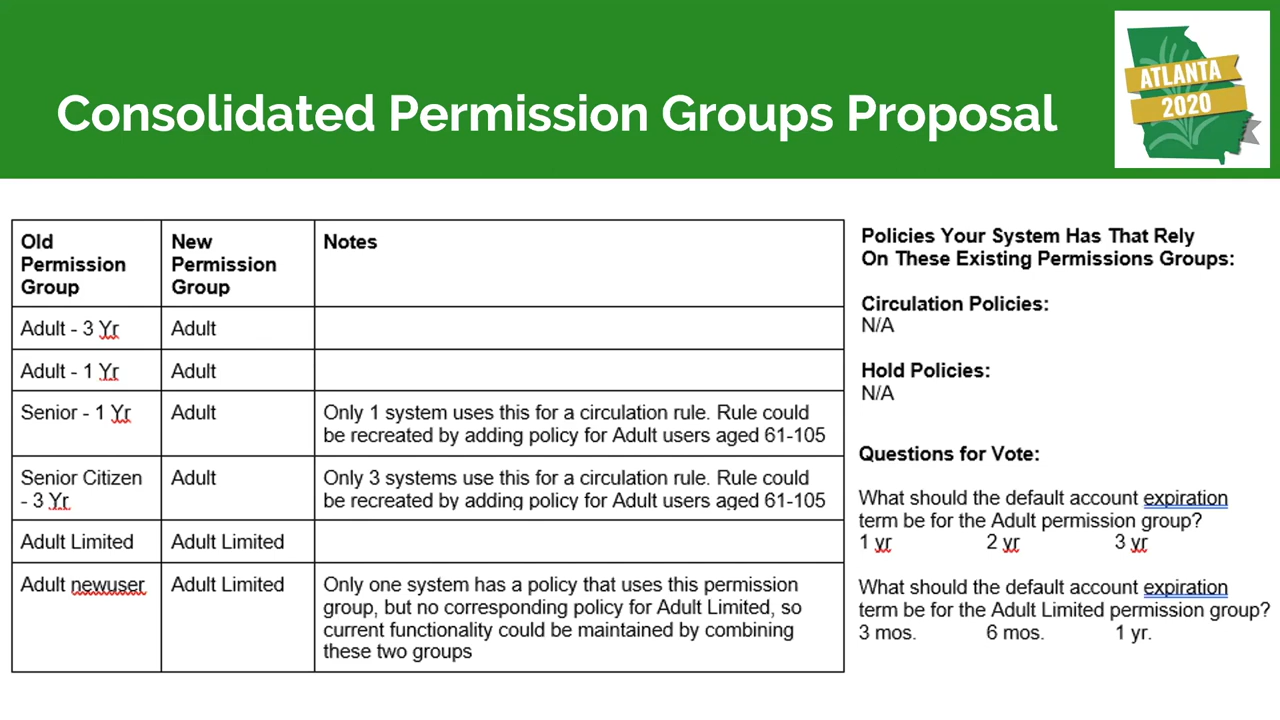 Consolidated Permission Groups Proposal
ATLANTA
2020
Old
Permission
Group
New
Permission
Group
Notes
Adult - 3 Yr
Adult
Adult - 1 Yr
Adult
Senior - 1 Yr
Adult
Only 1 system uses this for a circulation rule. Rule could
be recreated by adding policy for Adult users aged 61-105
Senior Citizen
- 3 Yr
Adult
Only 3 systems use this for a circulation rule. Rule could
be recreated by adding policy for Adult users aged 61-105
Adult Limited
Adult Limited
Adult newuser
Adult Limited
Only one system has a policy that uses this permission
group, but no corresponding policy for Adult Limited, so
current functionality could be maintained by combining
these two groups
Policies Your System Has That Rely
On These Existing Permissions Groups:
Circulation Policies:
N/A
Hold Policies:
N/A
Questions for Vote:
What should the default account expiration
term be for the Adult permission group?
1 yr 2 yr 3 yr
What should the default account expiration
term be for the Adult Limited permission group?
3 mos. 6 mos. 1 yr.